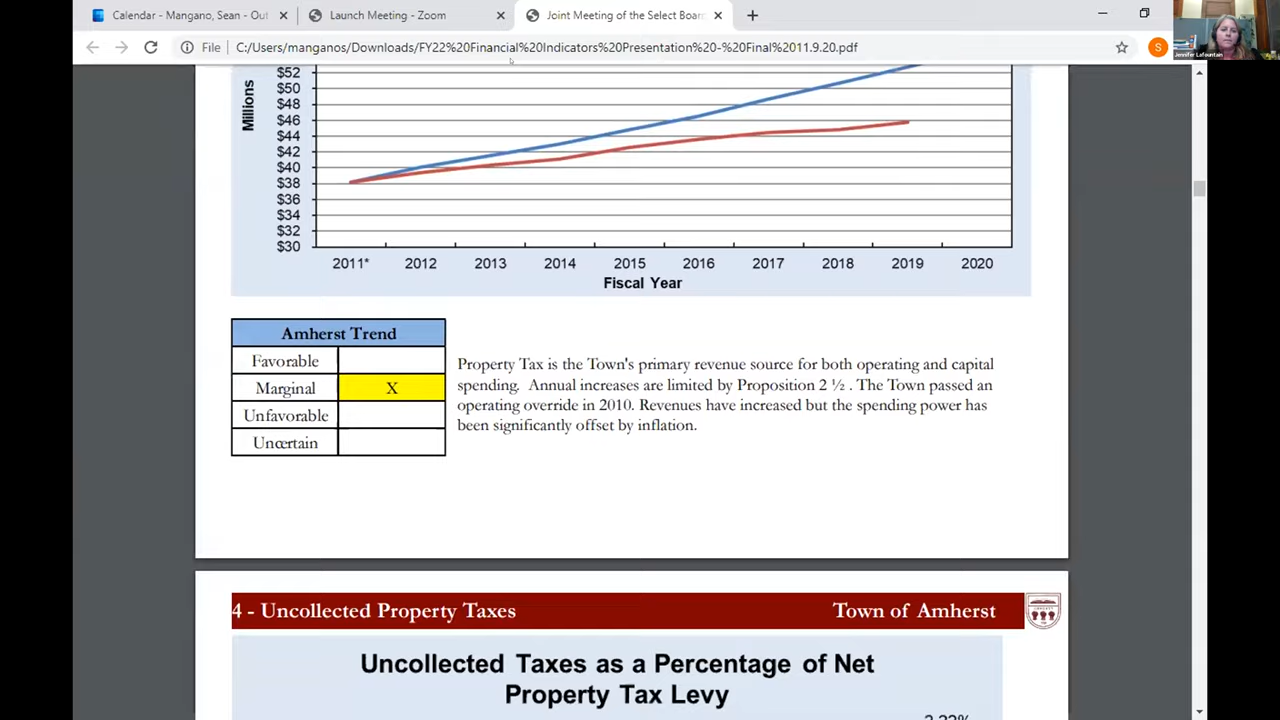 Calendar - Mangano, Sean - Out
Launch Meeting - Zoom
Joint Meeting of the Select Board
File
C:/Users/manganos/Downloads/FY22%20Financial%20Indicators%20Presentation%20-%20Final%2011.9.20.pdf
S
Jennifer LaFountain
Millions
$52
$50
$48
$46
$44
$42
$40
$38
$36
$34
$32
$30
2011* 2012 2013 2014 2015 2016 2017 2018 2019 2020
Fiscal Year
Amherst Trend
Favorable
Marginal X
Unfavorable
Uncertain
Property Tax is the Town's primary revenue source for both operating and capital
spending. Annual increases are limited by Proposition 2 ½ . The Town passed an
operating override in 2010. Revenues have increased but the spending power has
been significantly offset by inflation.
4 - Uncollected Property Taxes
Town of Amherst
Uncollected Taxes as a Percentage of Net
Property Tax Levy